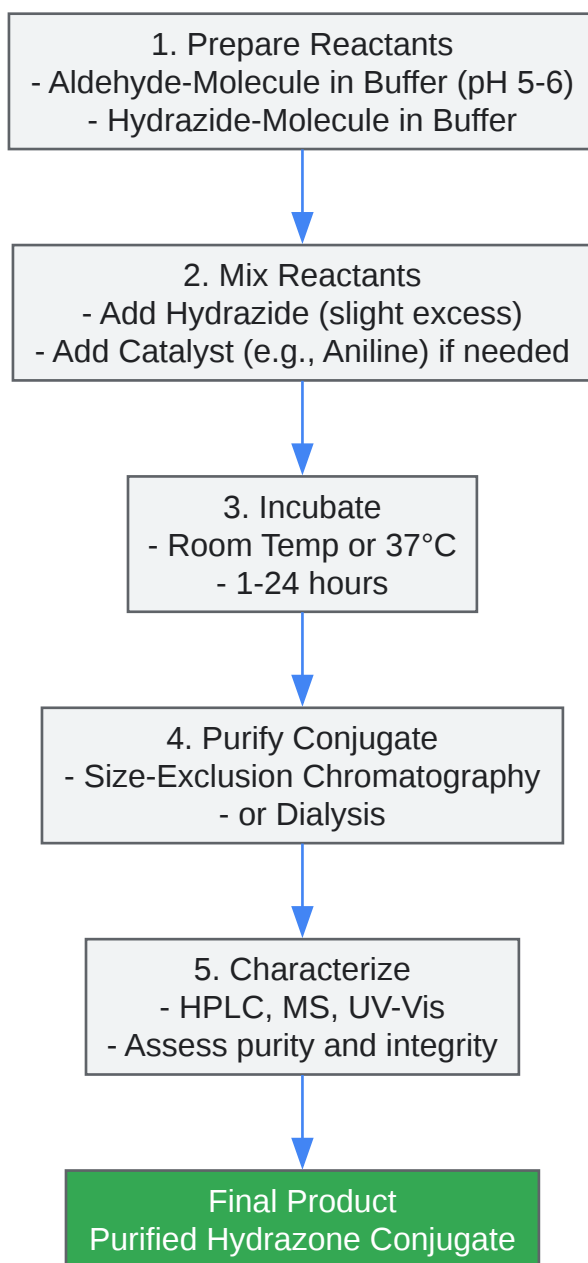 1. Prepare Reactants
- Aldehyde-Molecule in Buffer (pH 5-6)
- Hydrazide-Molecule in Buffer
2. Mix Reactants
- Add Hydrazide (slight excess)
- Add Catalyst (e.g., Aniline) if needed
3. Incubate
- Room Temp or 37°C
- 1-24 hours
4. Purify Conjugate
- Size-Exclusion Chromatography
- or Dialysis
5. Characterize
- HPLC, MS, UV-Vis
- Assess purity and integrity
Final Product
Purified Hydrazone Conjugate